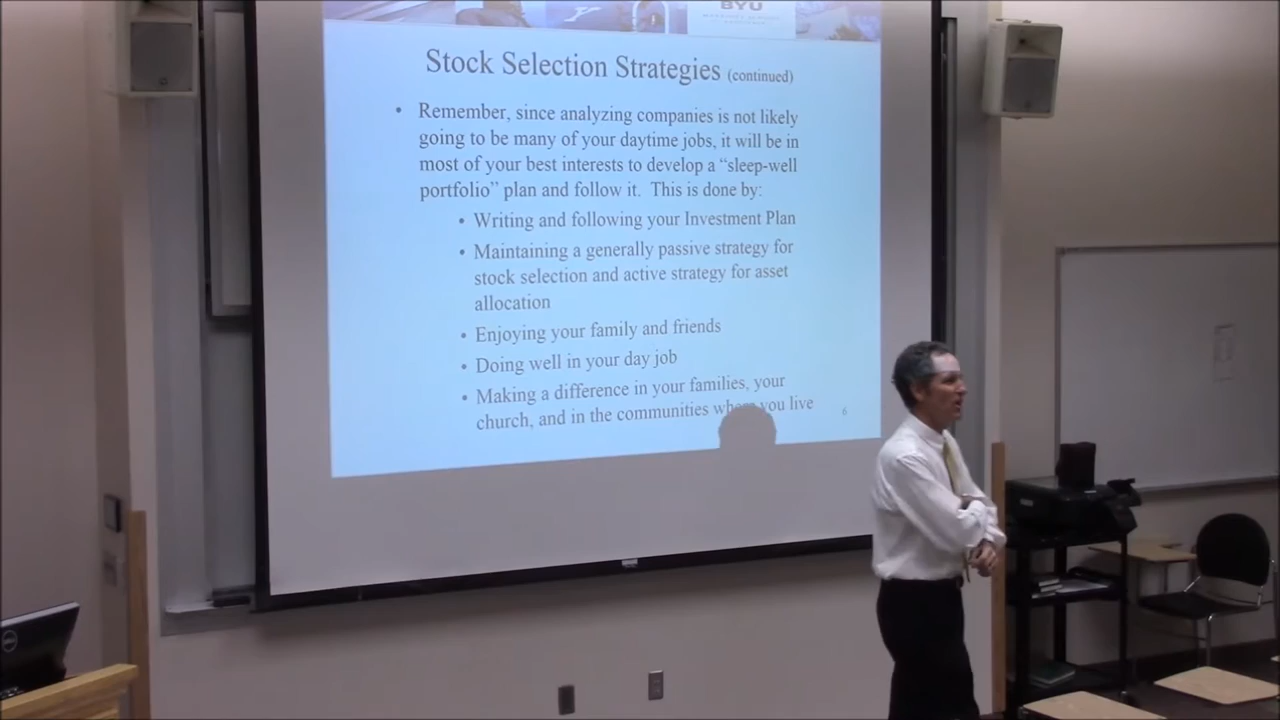 BYU
Stock Selection Strategies (continued)
• Remember, since analyzing companies is not likely
going to be many of your daytime jobs, it will be in
most of your best interests to develop a “sleep-well
portfolio” plan and follow it. This is done by:
• Writing and following your Investment Plan
• Maintaining a generally passive strategy for
stock selection and active strategy for asset
allocation
• Enjoying your family and friends
• Doing well in your day job
• Making a difference in your families, your
church, and in the communities where you live
6
DELL